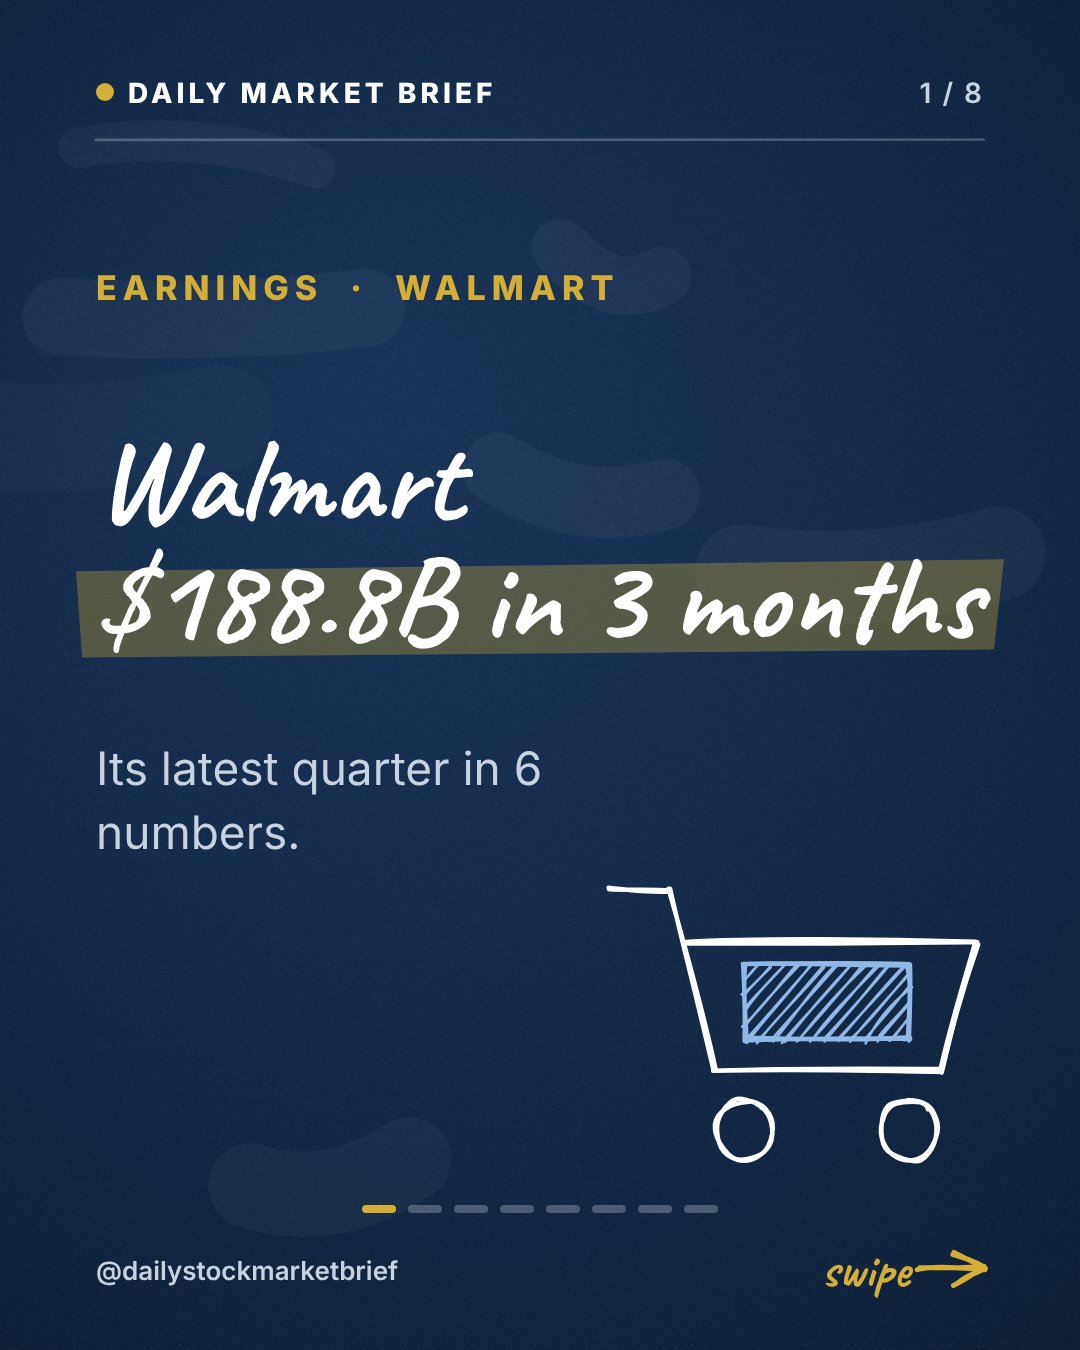 DAILY MARKET BRIEF
1 / 8
EARNINGS · WALMART
Walmart
$188.8B in 3 months
Its latest quarter in 6
numbers.
@dailystockmarketbrief
swipe